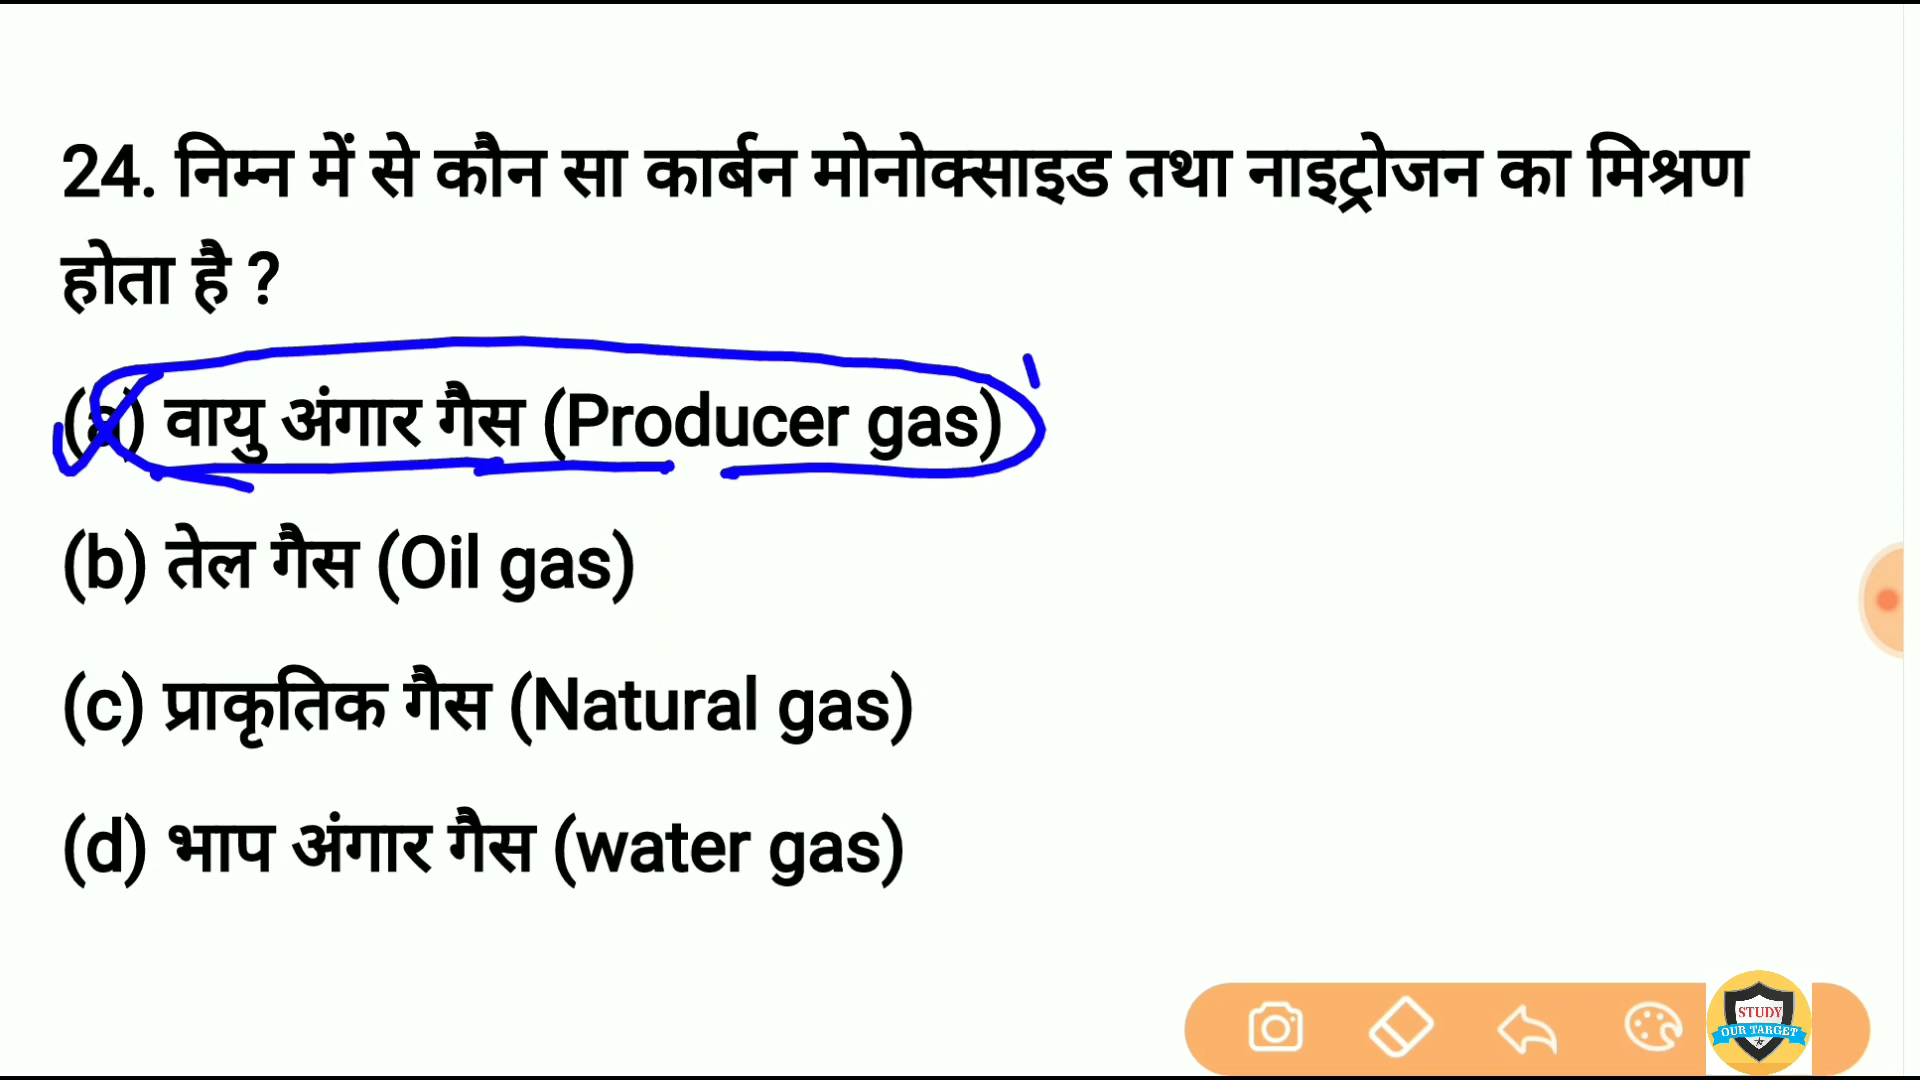 24. निम्न में से कौन सा कार्बन मोनोक्साइड तथा नाइट्रोजन का मिश्रण
होता है ?
(a) वायु अंगार गैस (Producer gas)
(b) तेल गैस (Oil gas)
(c) प्राकृतिक गैस (Natural gas)
(d) भाप अंगार गैस (water gas)
STUDY
OUR TARGET